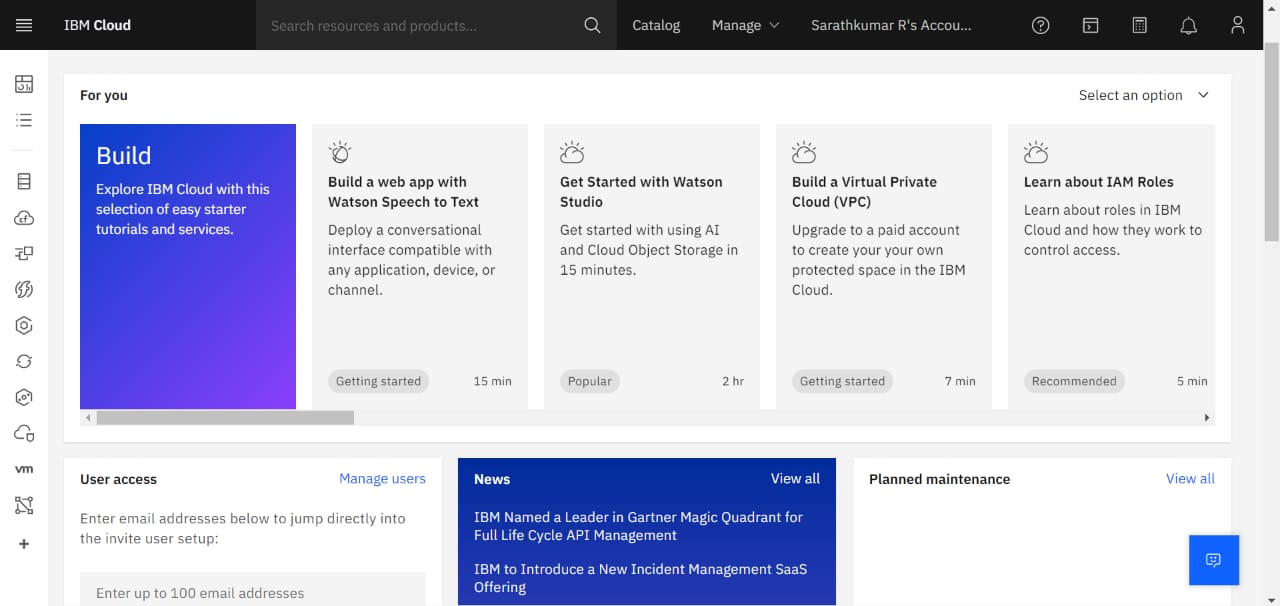 IBM Cloud
Search resources and products...
Catalog
Manage
Sarathkumar R's Accou...
For you
Select an option
Build
Explore IBM Cloud with this
selection of easy starter
tutorials and services.
Build a web app with
Watson Speech to Text
Deploy a conversational
interface compatible with
any application, device, or
channel.
Getting started
15 min
Get Started with Watson
Studio
Get started with using AI
and Cloud Object Storage in
15 minutes.
Popular
2 hr
Build a Virtual Private
Cloud (VPC)
Upgrade to a paid account
to create your your own
protected space in the IBM
Cloud.
Getting started
7 min
Learn about IAM Roles
Learn about roles in IBM
Cloud and how they work to
control access.
Recommended
5 min
vm
User access
Manage users
Enter email addresses below to jump directly into
the invite user setup:
Enter up to 100 email addresses
News
View all
IBM Named a Leader in Gartner Magic Quadrant for
Full Life Cycle API Management
IBM to Introduce a New Incident Management SaaS
Offering
Planned maintenance
View all